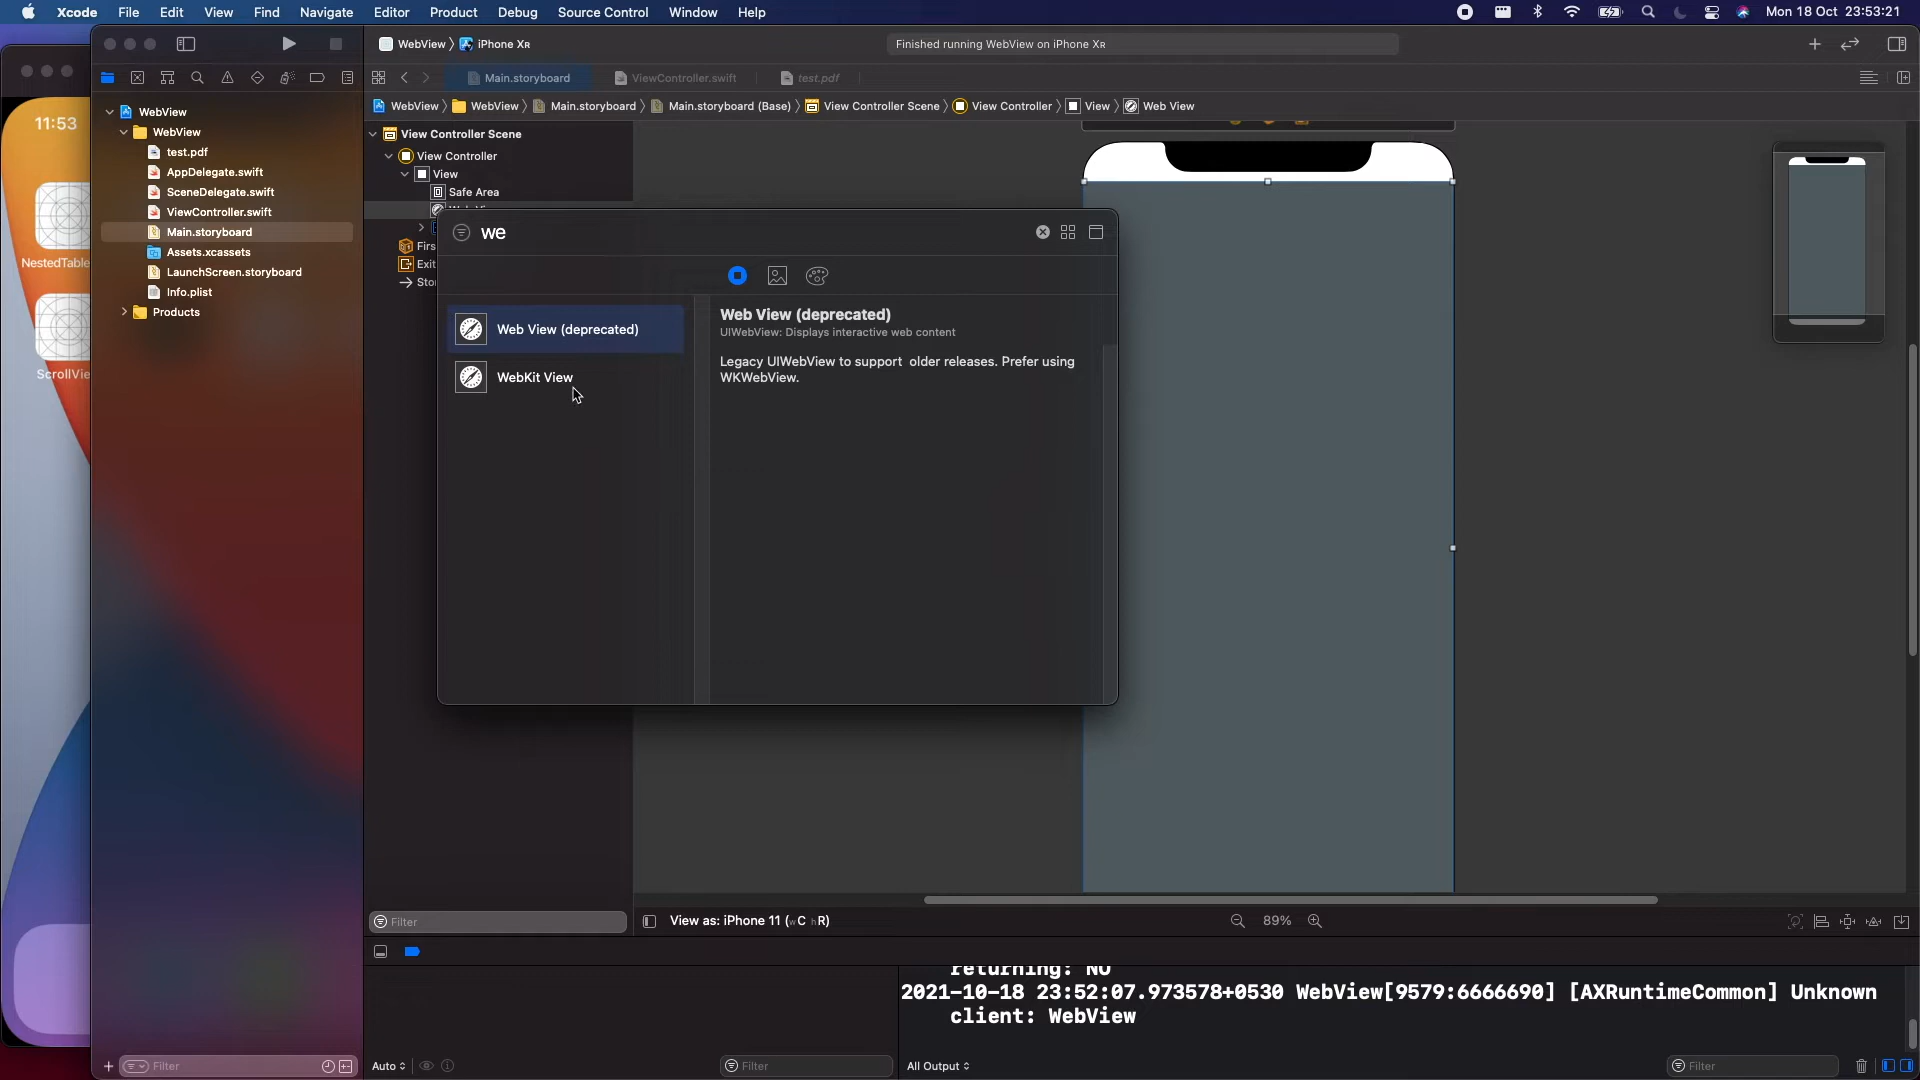 Xcode File Edit View Find Navigate Editor Product Debug Source Control Window Help Mon 18 Oct 23:53:21
WebView iPhone XR Finished running WebView on iPhone XR
Main.storyboard ViewController.swift test.pdf
WebView WebView Main.storyboard Main.storyboard (Base) View Controller Scene View Controller View Web View
11:53
NestedTable
ScrollVie
WebView
WebView
test.pdf
AppDelegate.swift
SceneDelegate.swift
ViewController.swift
Main.storyboard
Assets.xcassets
LaunchScreen.storyboard
Info.plist
Products
View Controller Scene
View Controller
View
Safe Area
Firs
Exit
Sto
we
Web View (deprecated)
WebKit View
Web View (deprecated)
UIWebView: Displays interactive web content
Legacy UIWebView to support older releases. Prefer using
WKWebView.
Filter
View as: iPhone 11 (wC hR)
89%
returning: NO
2021-10-18 23:52:07.973578+0530 WebView[9579:6666690] [AXRuntimeCommon] Unknown
client: WebView
Filter
Auto
Filter
All Output
Filter